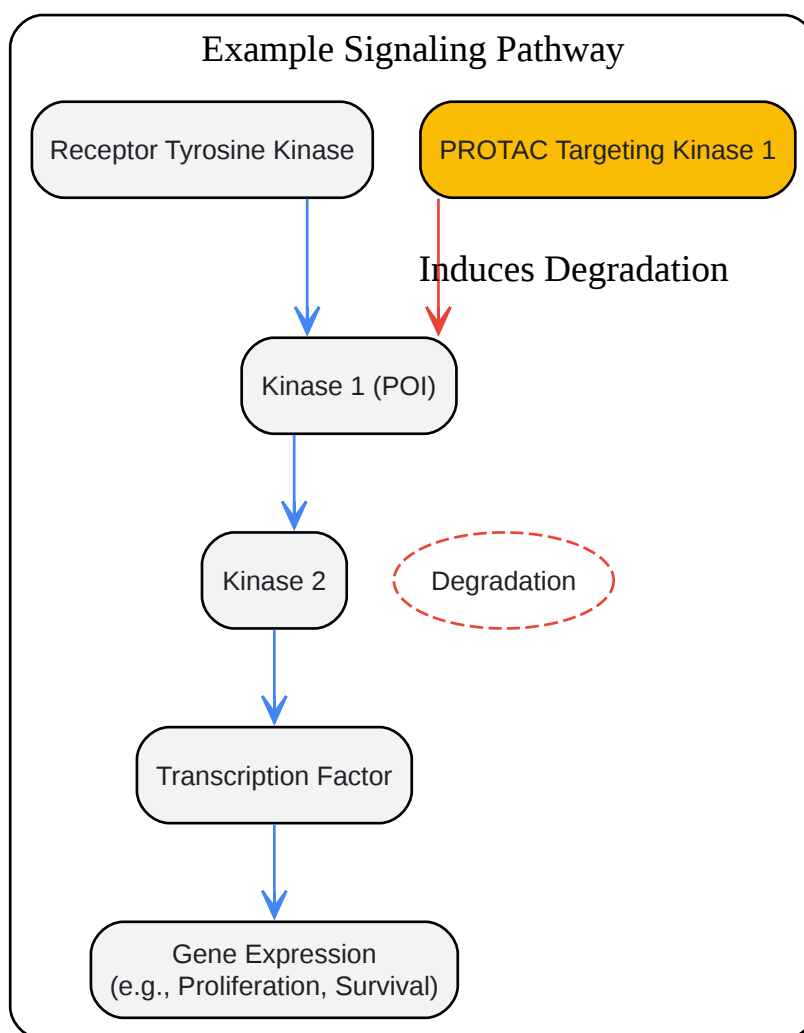 Example Signaling Pathway
Receptor Tyrosine Kinase
PROTAC Targeting Kinase 1
Induces Degradation
Kinase 1 (POI)
Kinase 2
Degradation
Transcription Factor
Gene Expression
(e.g., Proliferation, Survival)